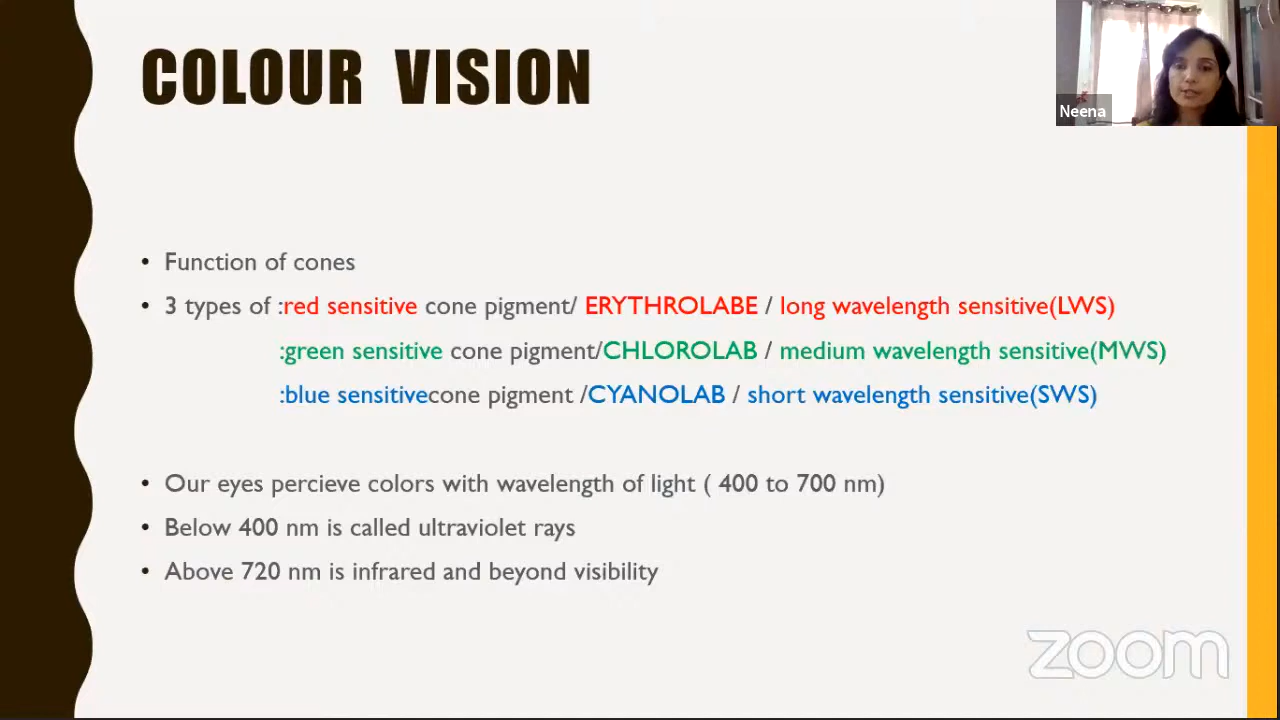 COLOUR VISION
Neena
• Function of cones
• 3 types of :red sensitive cone pigment/ ERYTHROLABE / long wavelength sensitive(LWS)
:green sensitive cone pigment/CHLOROLAB / medium wavelength sensitive(MWS)
:blue sensitivecone pigment /CYANOLAB / short wavelength sensitive(SWS)
• Our eyes percieve colors with wavelength of light ( 400 to 700 nm)
• Below 400 nm is called ultraviolet rays
• Above 720 nm is infrared and beyond visibility
zoom